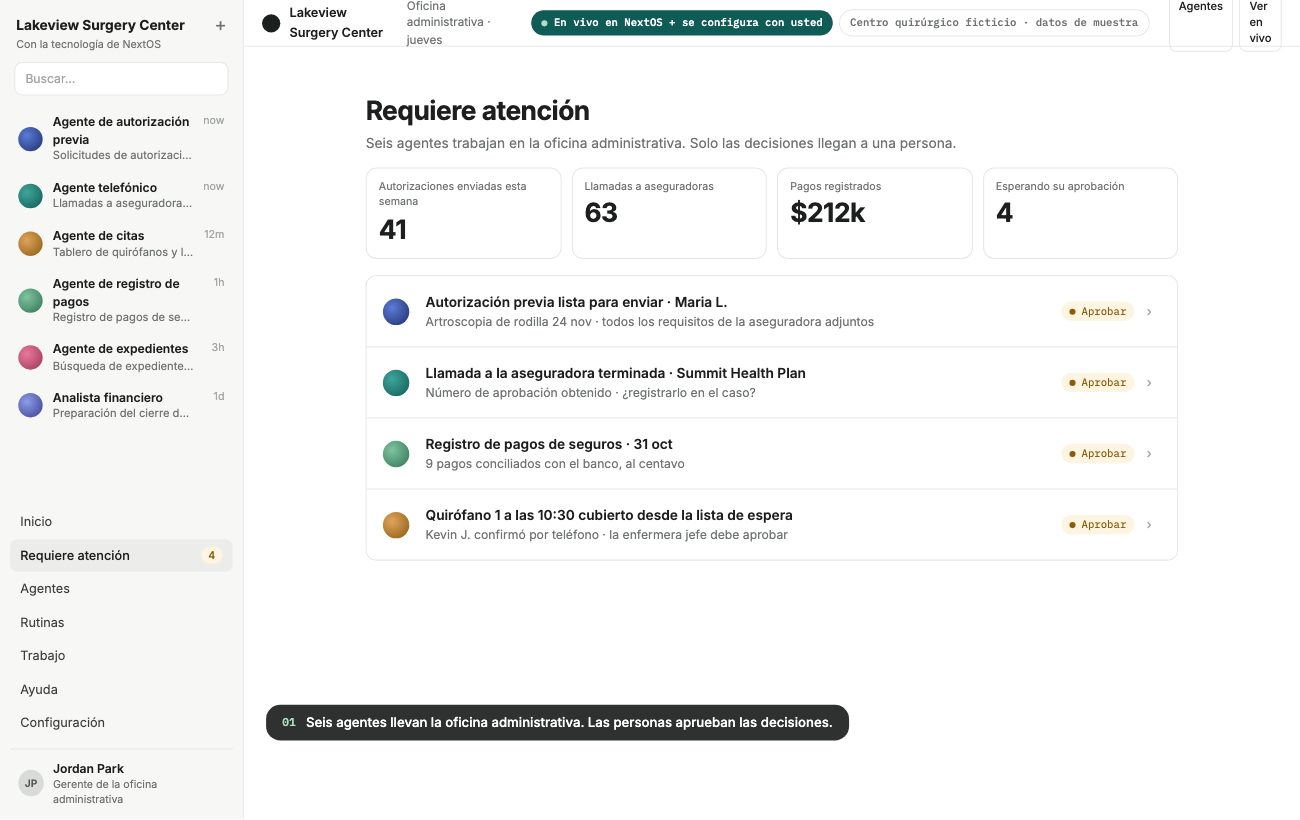 Lakeview Surgery Center
+
Con la tecnología de NextOS
Buscar...
Agente de autorización
previa
now
Solicitudes de autorizaci...
Agente telefónico
now
Llamadas a aseguradora...
Agente de citas
12m
Tablero de quirófanos y l...
Agente de registro de
pagos
1h
Registro de pagos de se...
Agente de expedientes
3h
Búsqueda de expediente...
Analista financiero
1d
Preparación del cierre d...
Inicio
Requiere atención
4
Agentes
Rutinas
Trabajo
Ayuda
Configuración
JP
Jordan Park
Gerente de la oficina
administrativa
Lakeview
Surgery Center
Oficina
administrativa ·
jueves
En vivo en NextOS + se configura con usted
Centro quirúrgico ficticio · datos de muestra
Agentes
Ver
en
vivo
Requiere atención
Seis agentes trabajan en la oficina administrativa. Solo las decisiones llegan a una persona.
Autorizaciones enviadas esta
semana
41
Llamadas a aseguradoras
63
Pagos registrados
$212k
Esperando su aprobación
4
Autorización previa lista para enviar · Maria L.
Artroscopia de rodilla 24 nov · todos los requisitos de la aseguradora adjuntos
Aprobar ›
Llamada a la aseguradora terminada · Summit Health Plan
Número de aprobación obtenido · ¿registrarlo en el caso?
Aprobar ›
Registro de pagos de seguros · 31 oct
9 pagos conciliados con el banco, al centavo
Aprobar ›
Quirófano 1 a las 10:30 cubierto desde la lista de espera
Kevin J. confirmó por teléfono · la enfermera jefe debe aprobar
Aprobar ›
01 Seis agentes llevan la oficina administrativa. Las personas aprueban las decisiones.